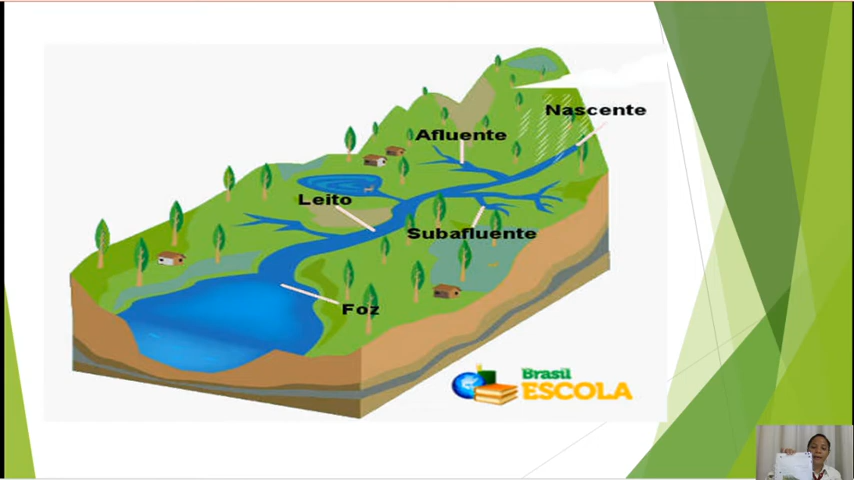 Nascente
Afluente
Leito
Subafluente
Foz
Brasil
ESCOLA